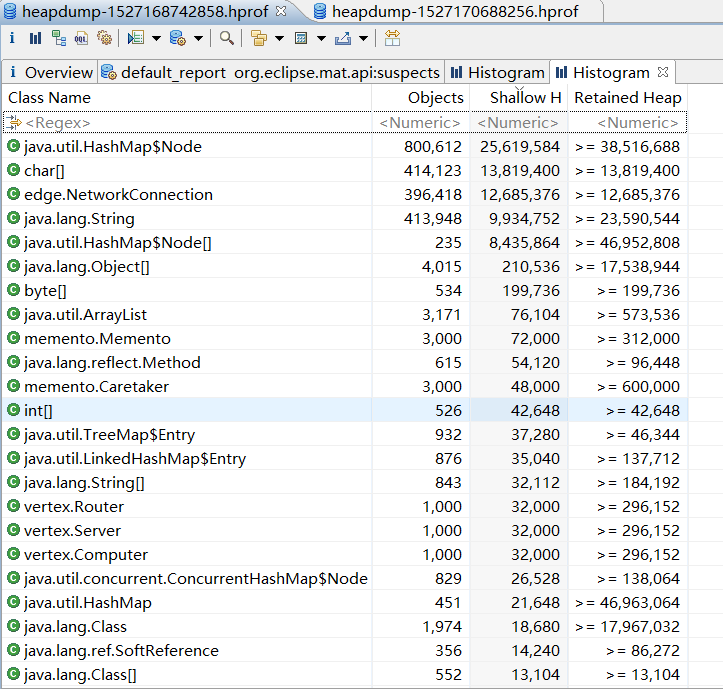 heapdump-1527168742858.hprof heapdump-1527170688256.hprof
i OQL
i Overview default_report org.eclipse.mat.api:suspects Histogram Histogram
Class Name Objects Shallow H Retained Heap
<Regex> <Numeric> <Numeric> <Numeric>
java.util.HashMap$Node 800,612 25,619,584 >= 38,516,688
char[] 414,123 13,819,400 >= 13,819,400
edge.NetworkConnection 396,418 12,685,376 >= 12,685,376
java.lang.String 413,948 9,934,752 >= 23,590,544
java.util.HashMap$Node[] 235 8,435,864 >= 46,952,808
java.lang.Object[] 4,015 210,536 >= 17,538,944
byte[] 534 199,736 >= 199,736
java.util.ArrayList 3,171 76,104 >= 573,536
memento.Memento 3,000 72,000 >= 312,000
java.lang.reflect.Method 615 54,120 >= 96,448
memento.Caretaker 3,000 48,000 >= 600,000
int[] 526 42,648 >= 42,648
java.util.TreeMap$Entry 932 37,280 >= 46,344
java.util.LinkedHashMap$Entry 876 35,040 >= 137,712
java.lang.String[] 843 32,112 >= 184,192
vertex.Router 1,000 32,000 >= 296,152
vertex.Server 1,000 32,000 >= 296,152
vertex.Computer 1,000 32,000 >= 296,152
java.util.concurrent.ConcurrentHashMap$Node 829 26,528 >= 138,064
java.util.HashMap 451 21,648 >= 46,963,064
java.lang.Class 1,974 18,680 >= 17,967,032
java.lang.ref.SoftReference 356 14,240 >= 86,272
java.lang.Class[] 552 13,104 >= 13,104